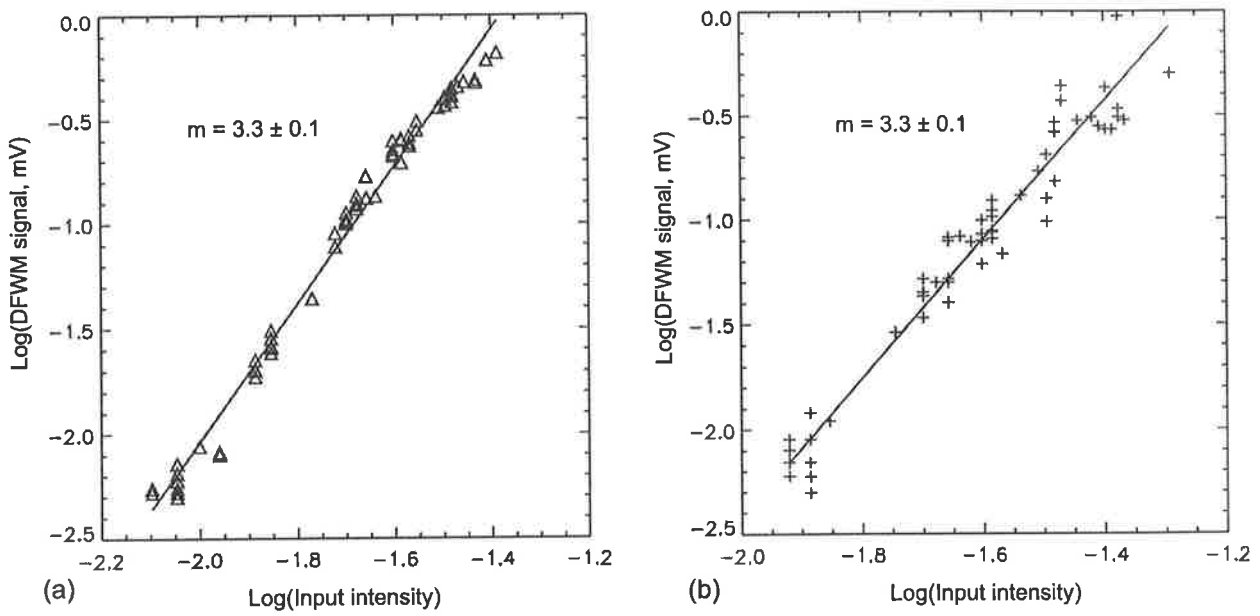 0.0
−0.5
−1.0
−1.5
−2.0
−2.5
Log(DFWM signal, mV)
m = 3.3 ± 0.1
−2.2 −2.0 −1.8 −1.6 −1.4 −1.2
(a)
Log(Input intensity)
0.0
−0.5
−1.0
−1.5
−2.0
−2.5
Log(DFWM signal, mV)
m = 3.3 ± 0.1
−2.0 −1.8 −1.6 −1.4 −1.2
(b)
Log(Input intensity)